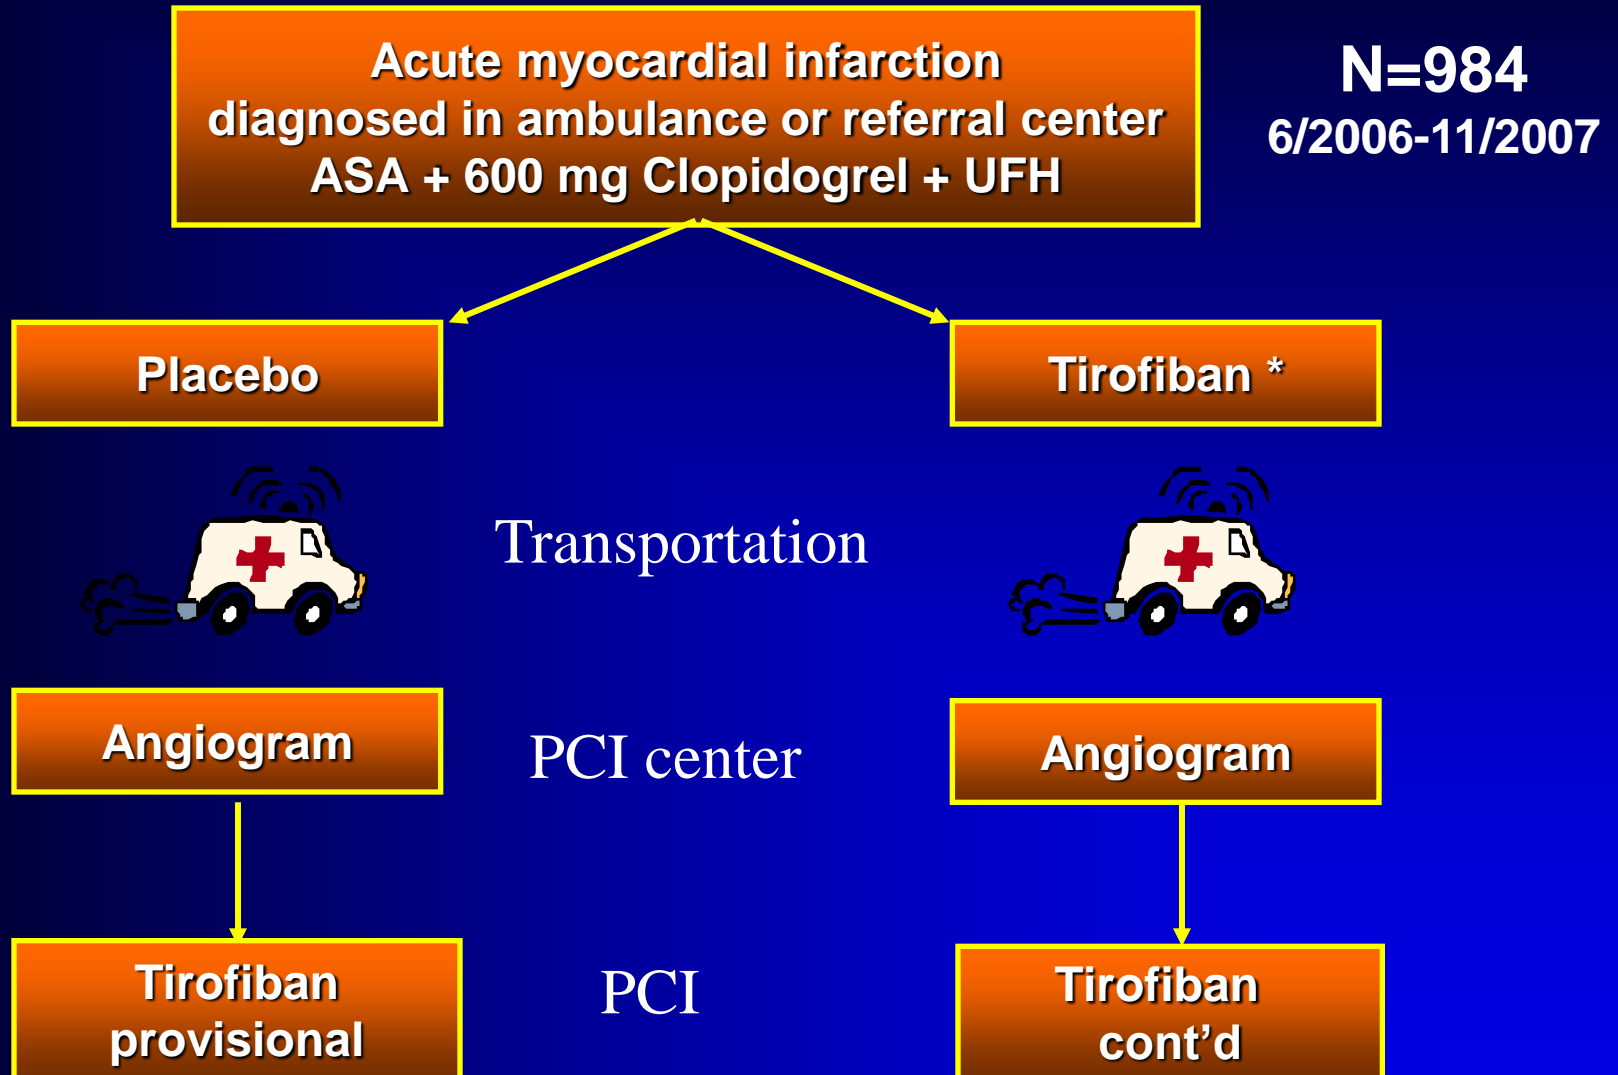 Acute myocardial infarction
diagnosed in ambulance or referral center
ASA + 600 mg Clopidogrel + UFH
N=984
6/2006-11/2007
Placebo
Tirofiban *
Transportation
Angiogram
PCI center
Angiogram
Tirofiban
provisional
PCI
Tirofiban
cont’d